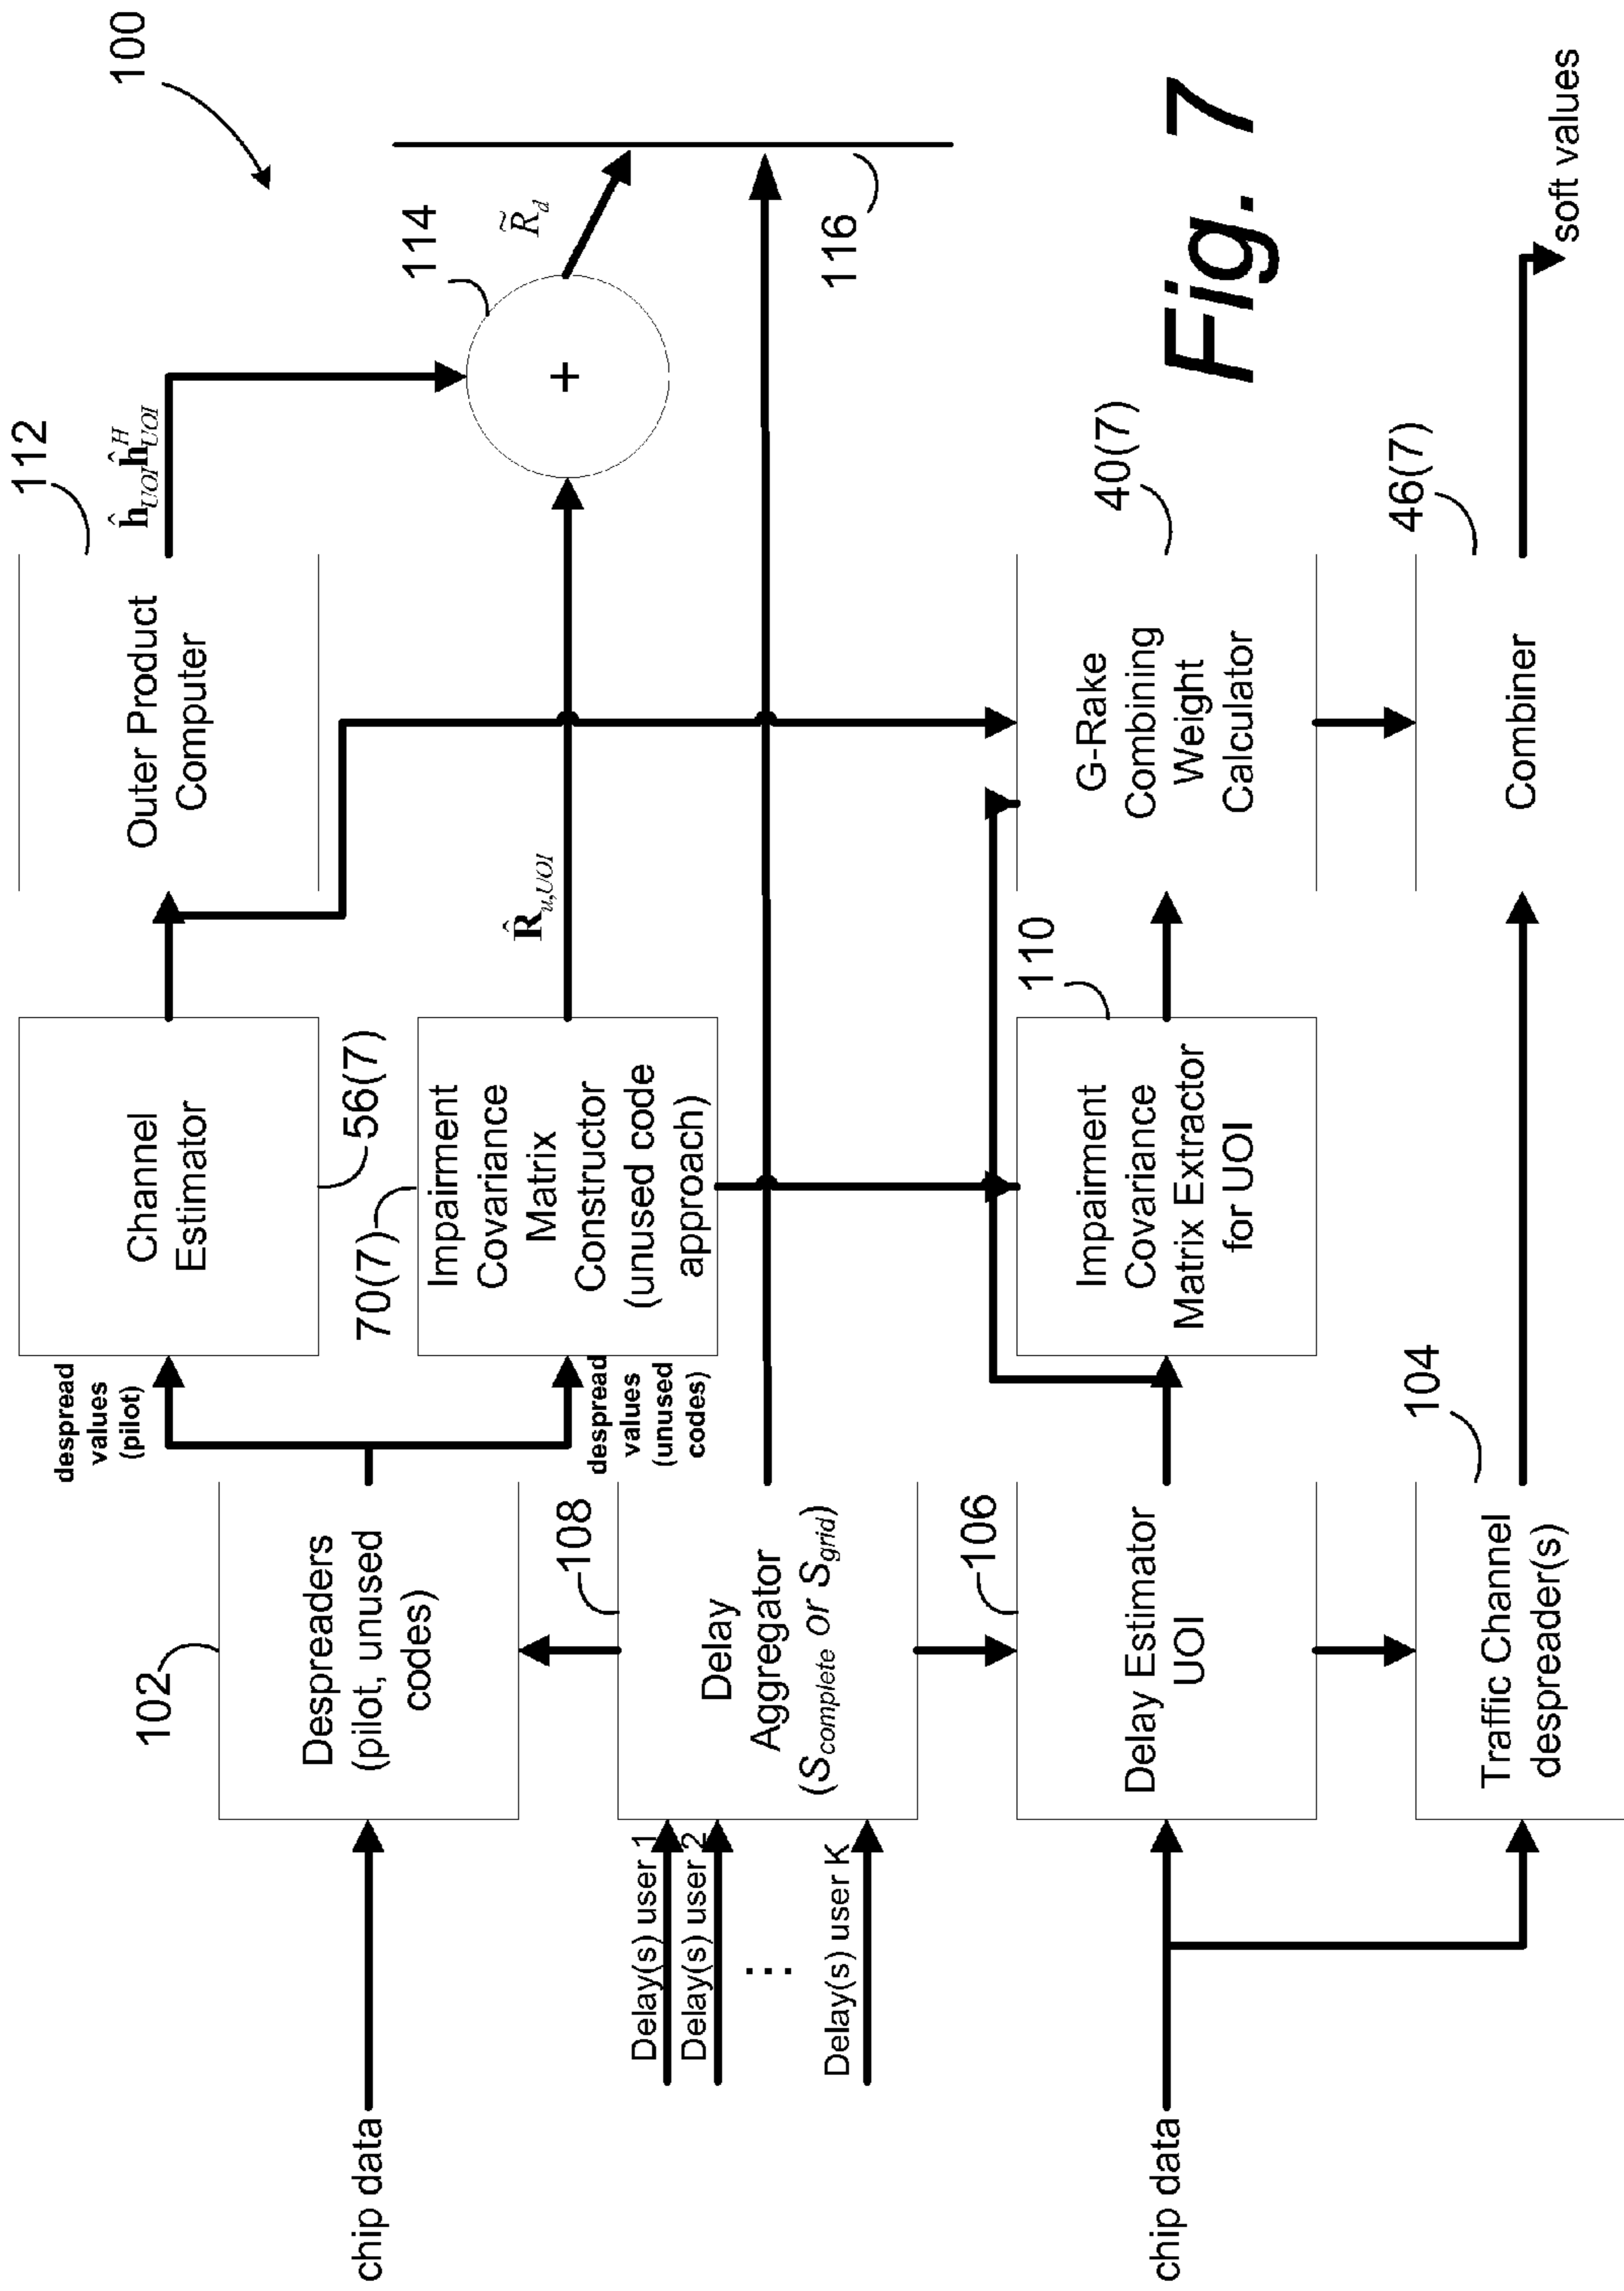 100
112
ĥ_UOI ĥ^H_UOI
Outer Product
Computer
114
+
R̃_d
116
Channel
Estimator
56(7)
despread
values
(pilot)
102
Despreaders
(pilot, unused
codes)
chip data
70(7)
Impairment
Covariance
Matrix
Constructor
(unused code
approach)
R̂_u,UOI
despread
values
(unused
codes)
108
Delay
Aggregator
(S_complete or S_grid)
Delay(s) user 1
Delay(s) user 2
...
Delay(s) user K
106
Delay Estimator
UOI
chip data
110
Impairment
Covariance
Matrix Extractor
for UOI
40(7)
G-Rake
Combining
Weight
Calculator
104
Traffic Channel
despreader(s)
46(7)
Combiner
soft values
Fig. 7